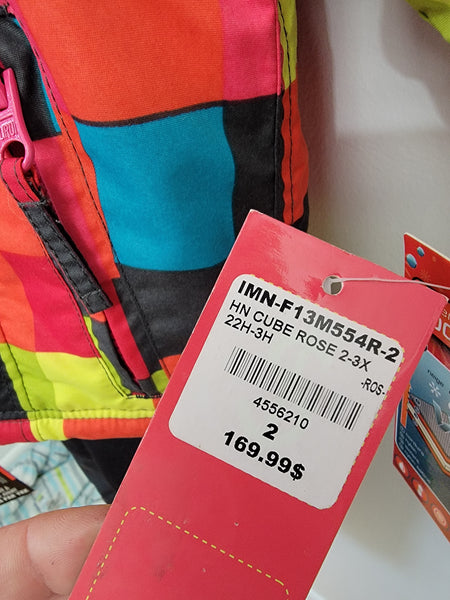 IMN-F13M554R-2
HN CUBE ROSE 2-3X
22H-3H
-ROS-
4556210
2
169.99$